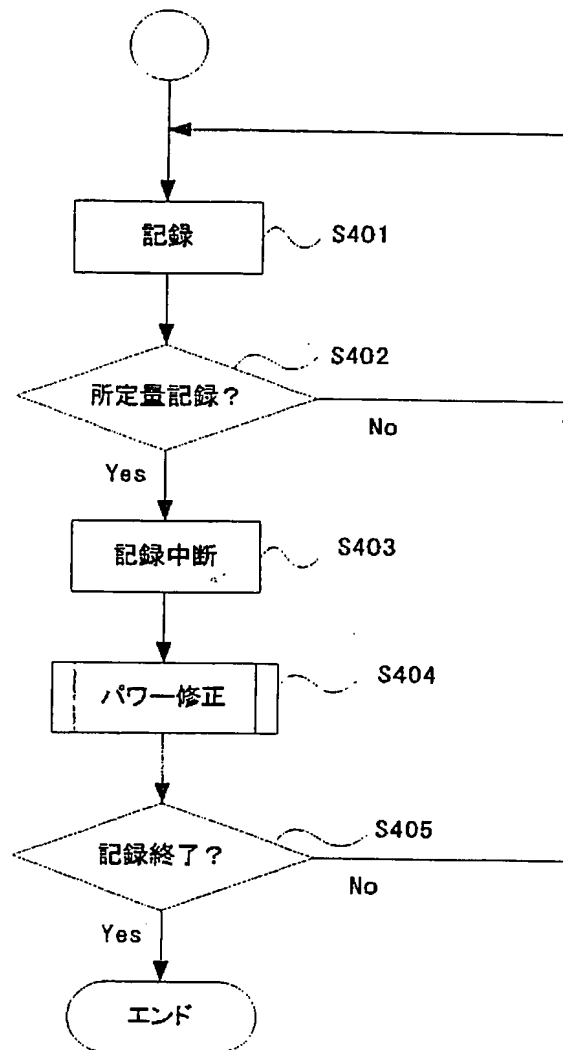 記録
S401
S402
所定量記録？
No
Yes
記録中断
S403
パワー修正
S404
S405
記録終了？
No
Yes
エンド